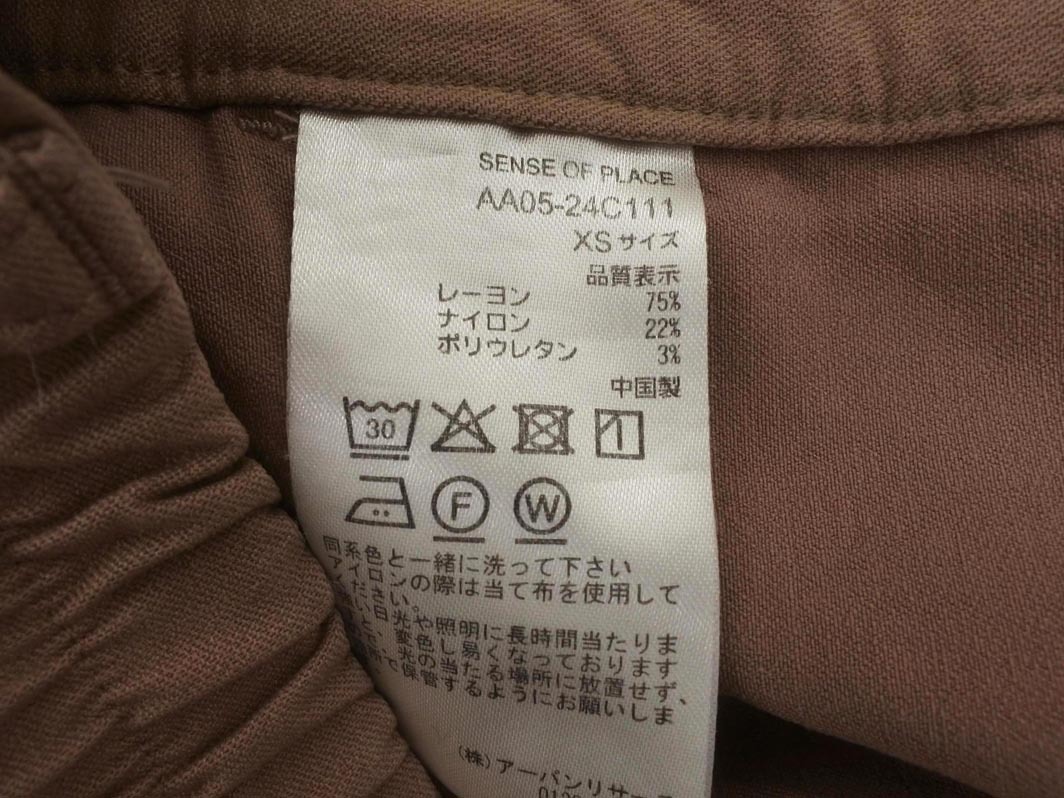 SENSE OF PLACE
AA05-24C111
XSサイズ
品質表示
レーヨン 75%
ナイロン 22%
ポリウレタン 3%
中国製
30
F W
同系色と一緒に洗って下さい
アイロンの際は当て布を使用して
ください。
日光や照明に長時間当たりま
と、変色し易くなっております
で、光の当たる場所に放置せず、
で保管するようにお願いしま
(株)アーバンリサー